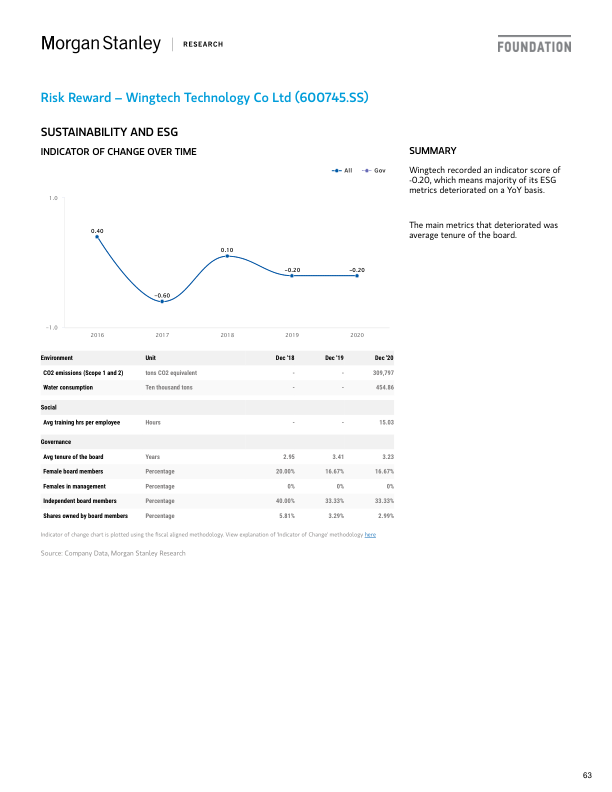 Morgan Stanley | RESEARCH
FOUNDATION
Risk Reward – Wingtech Technology Co Ltd (600745.SS)
SUSTAINABILITY AND ESG
INDICATOR OF CHANGE OVER TIME
All Gov
1.0
0.40
-0.60
0.10
-0.20
-0.20
-1.0
2016 2017 2018 2019 2020
SUMMARY
Wingtech recorded an indicator score of
-0.20, which means majority of its ESG
metrics deteriorated on a YoY basis.
The main metrics that deteriorated was
average tenure of the board.
Environment Unit Dec '18 Dec '19 Dec '20
CO2 emissions (Scope 1 and 2) tons CO2 equivalent - - 309,797
Water consumption Ten thousand tons - - 454.86
Social
Avg training hrs per employee Hours - - 15.03
Governance
Avg tenure of the board Years 2.95 3.41 3.23
Female board members Percentage 20.00% 16.67% 16.67%
Females in management Percentage 0% 0% 0%
Independent board members Percentage 40.00% 33.33% 33.33%
Shares owned by board members Percentage 5.81% 3.29% 2.99%
Indicator of change chart is plotted using the fiscal aligned methodology. View explanation of 'Indicator of Change' methodology here
Source: Company Data, Morgan Stanley Research
63